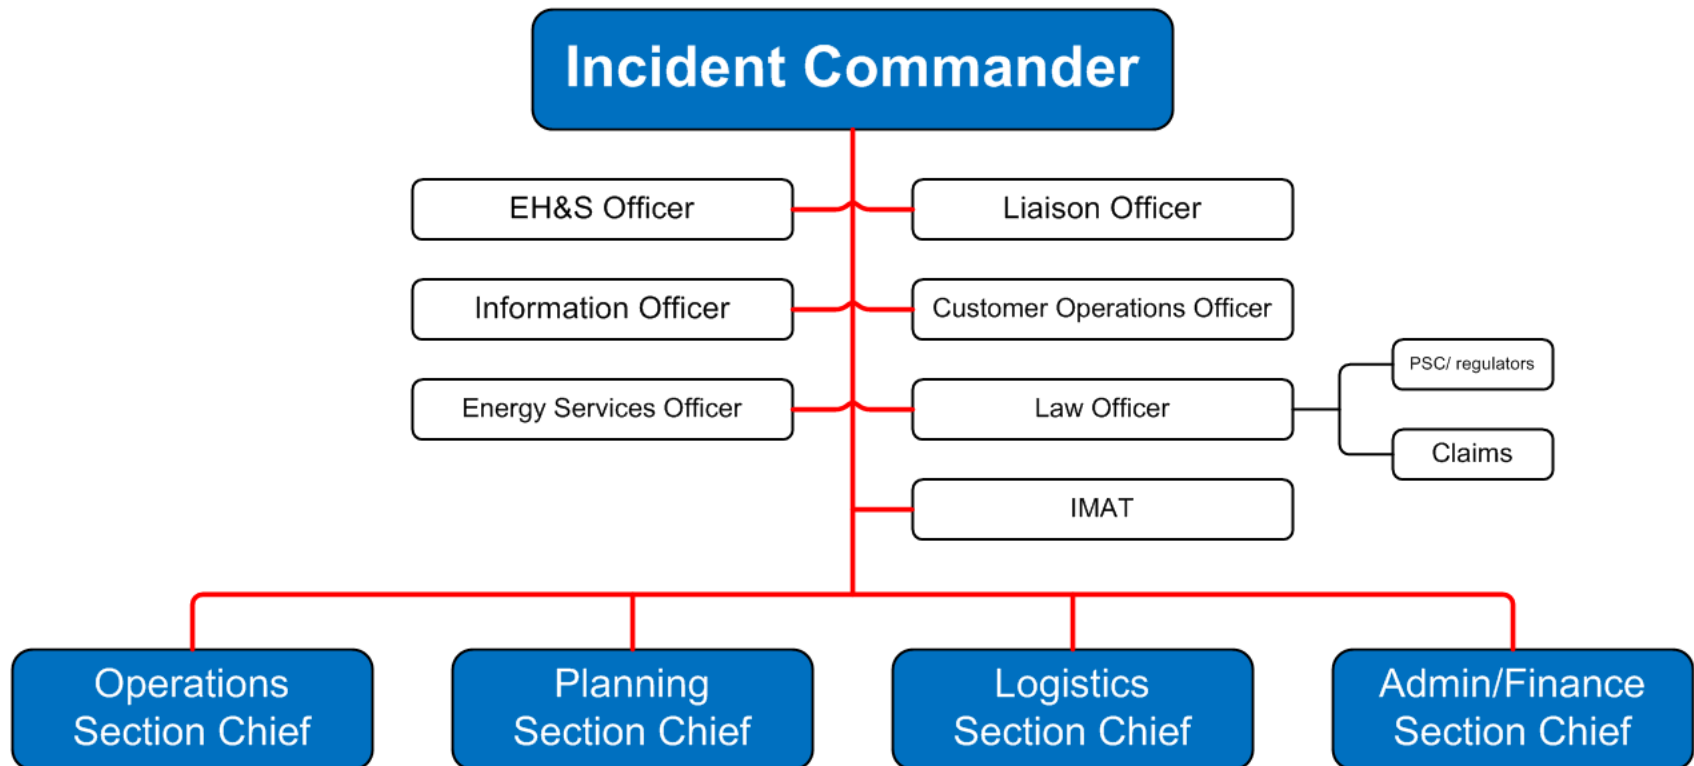 Incident Commander
EH&S Officer
Liaison Officer
Information Officer
Customer Operations Officer
Energy Services Officer
Law Officer
PSC/ regulators
Claims
IMAT
Operations
Section Chief
Planning
Section Chief
Logistics
Section Chief
Admin/Finance
Section Chief